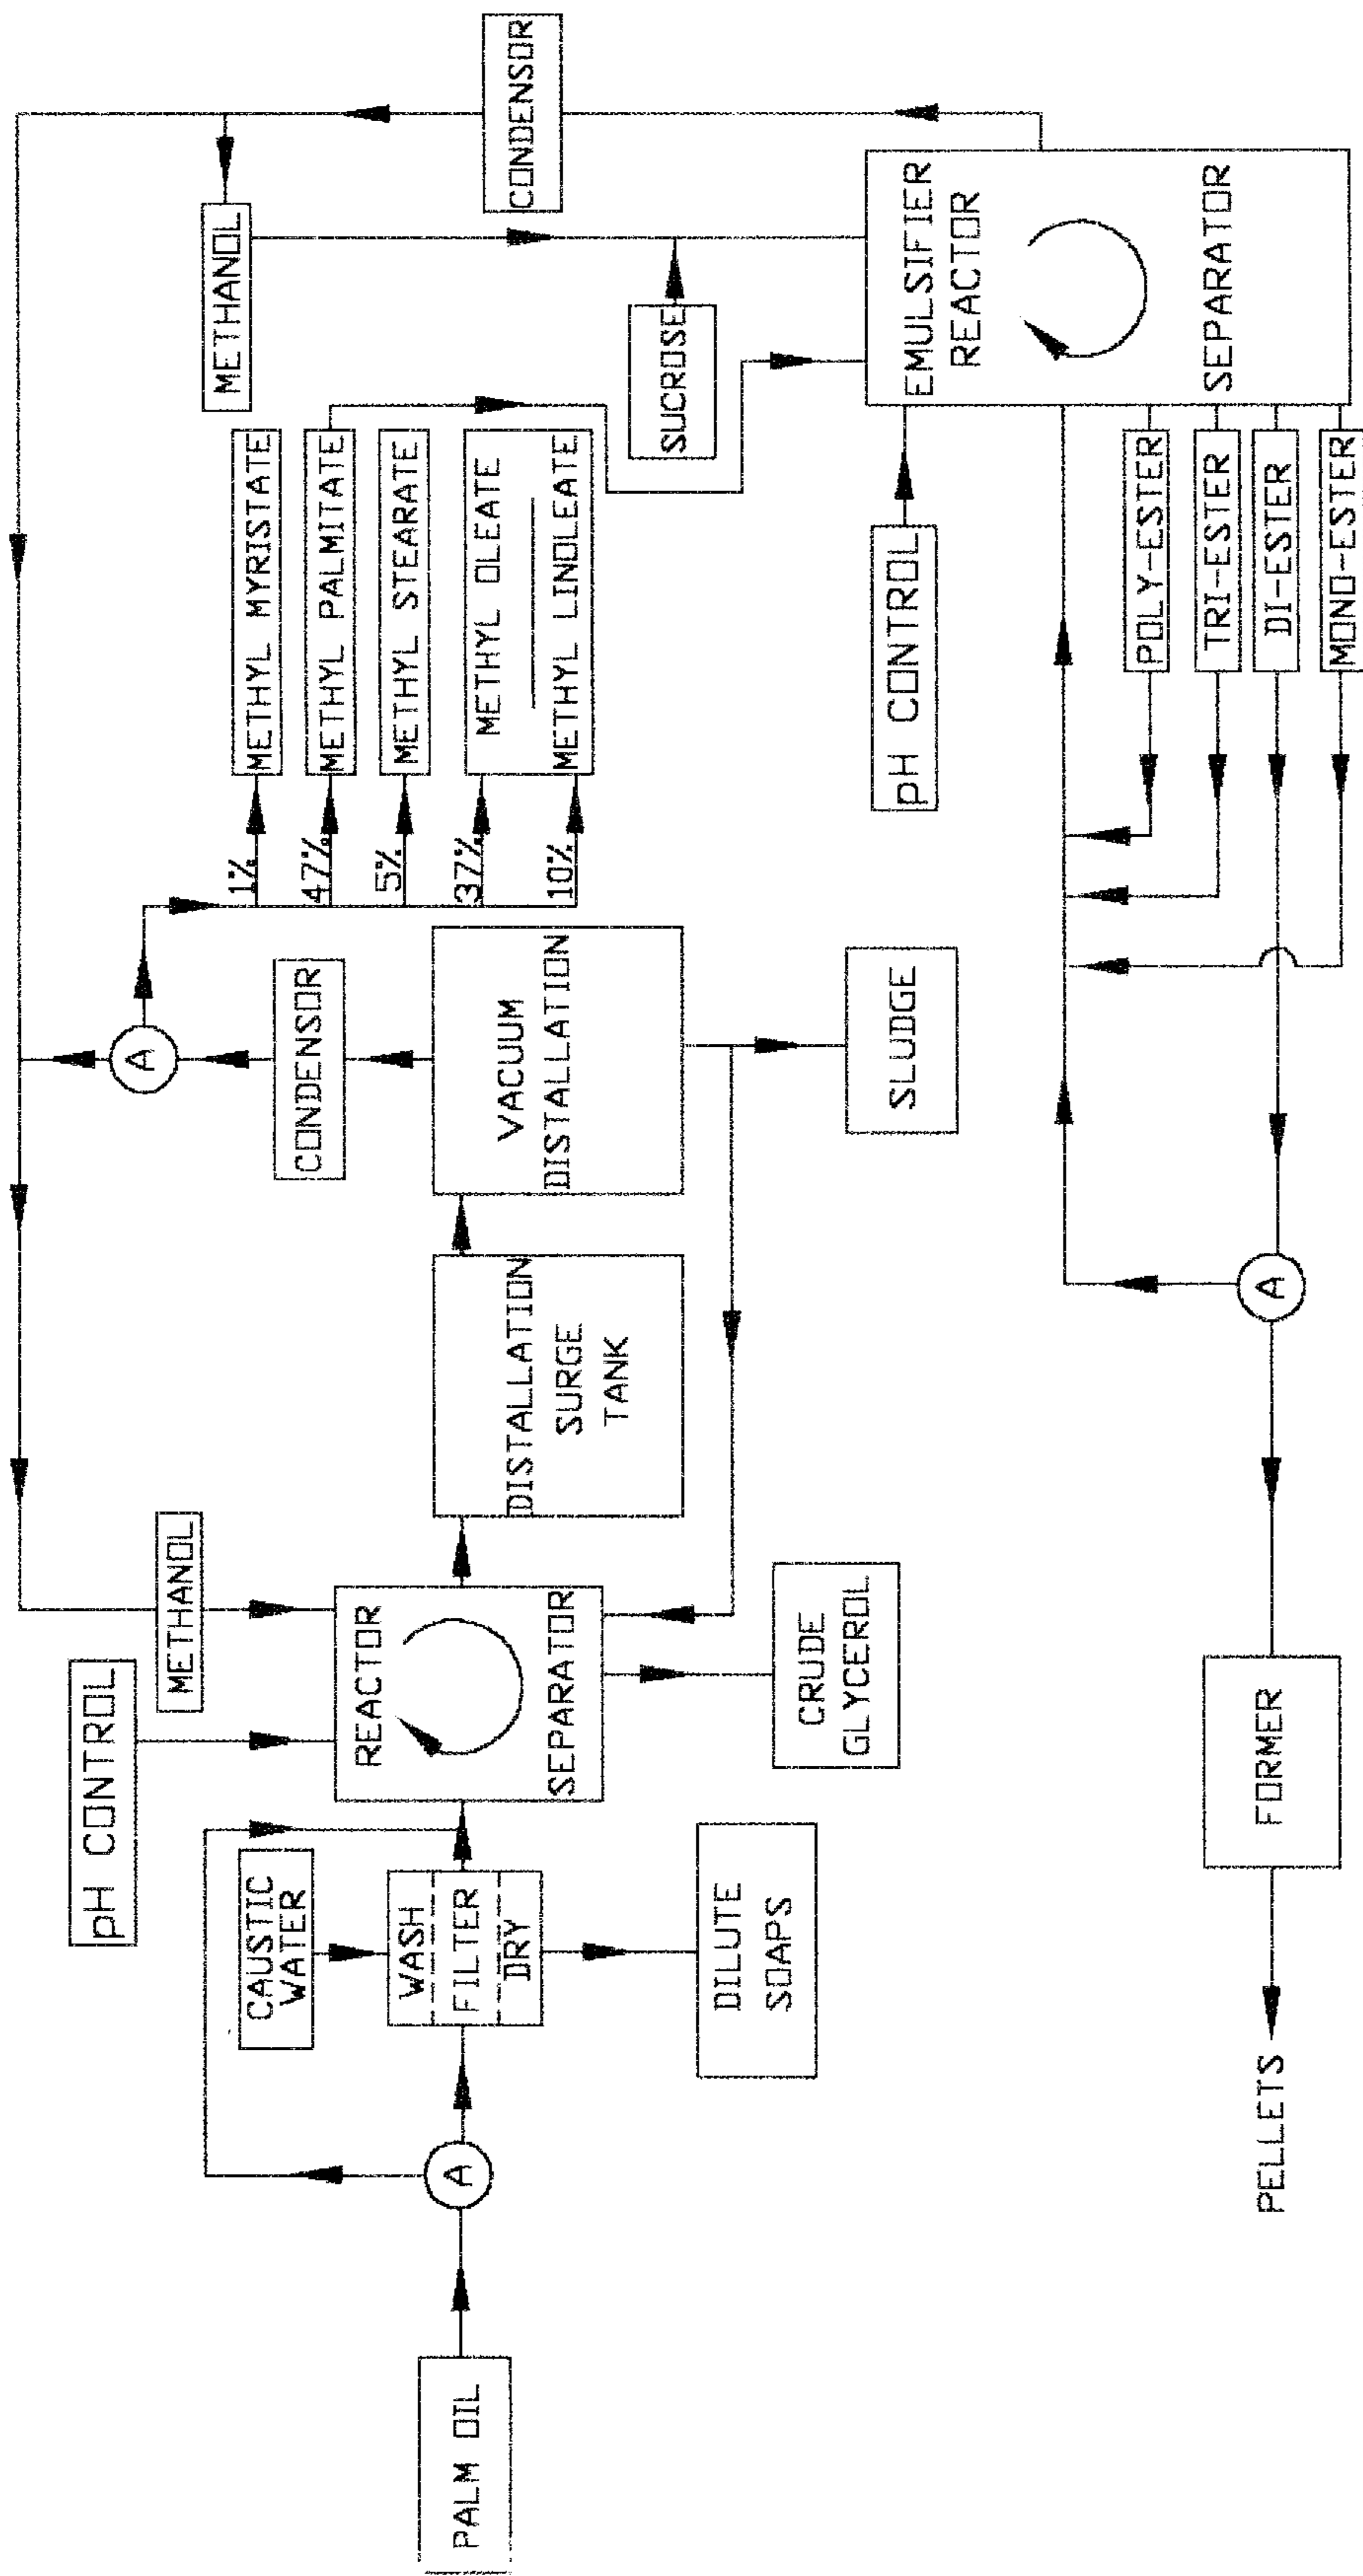 PALM OIL
A
CAUSTIC
WATER
WASH
FILTER
DRY
DILUTE
SOAPS
pH CONTROL
METHANOL
REACTOR
SEPARATOR
CRUDE
GLYCEROL
DISTALLATION
SURGE
TANK
VACUUM
DISTALLATION
SLUDGE
CONDENSOR
A
1%
METHYL MYRISTATE
47%
METHYL PALMITATE
5%
METHYL STEARATE
37%
METHYL OLEATE
10%
METHYL LINOLEATE
METHANOL
CONDENSOR
SUCROSE
pH CONTROL
EMULSIFIER
REACTOR
SEPARATOR
POLY-ESTER
TRI-ESTER
DI-ESTER
MONO-ESTER
A
FORMER
PELLETS